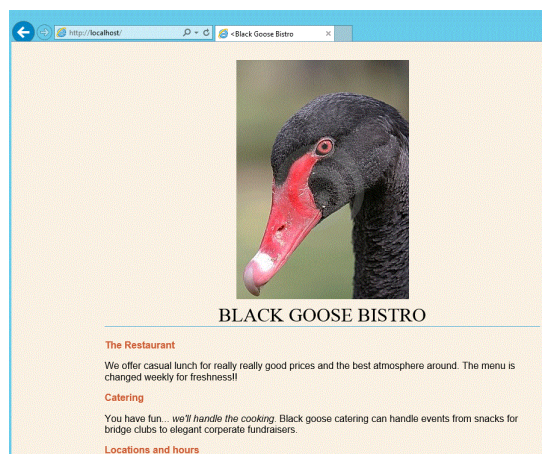 http://localhost/
<Black Goose Bistro
BLACK GOOSE BISTRO
The Restaurant
We offer casual lunch for really really good prices and the best atmosphere around. The menu is
changed weekly for freshness!!
Catering
You have fun... we'll handle the cooking. Black goose catering can handle events from snacks for
bridge clubs to elegant corperate fundraisers.
Locations and hours